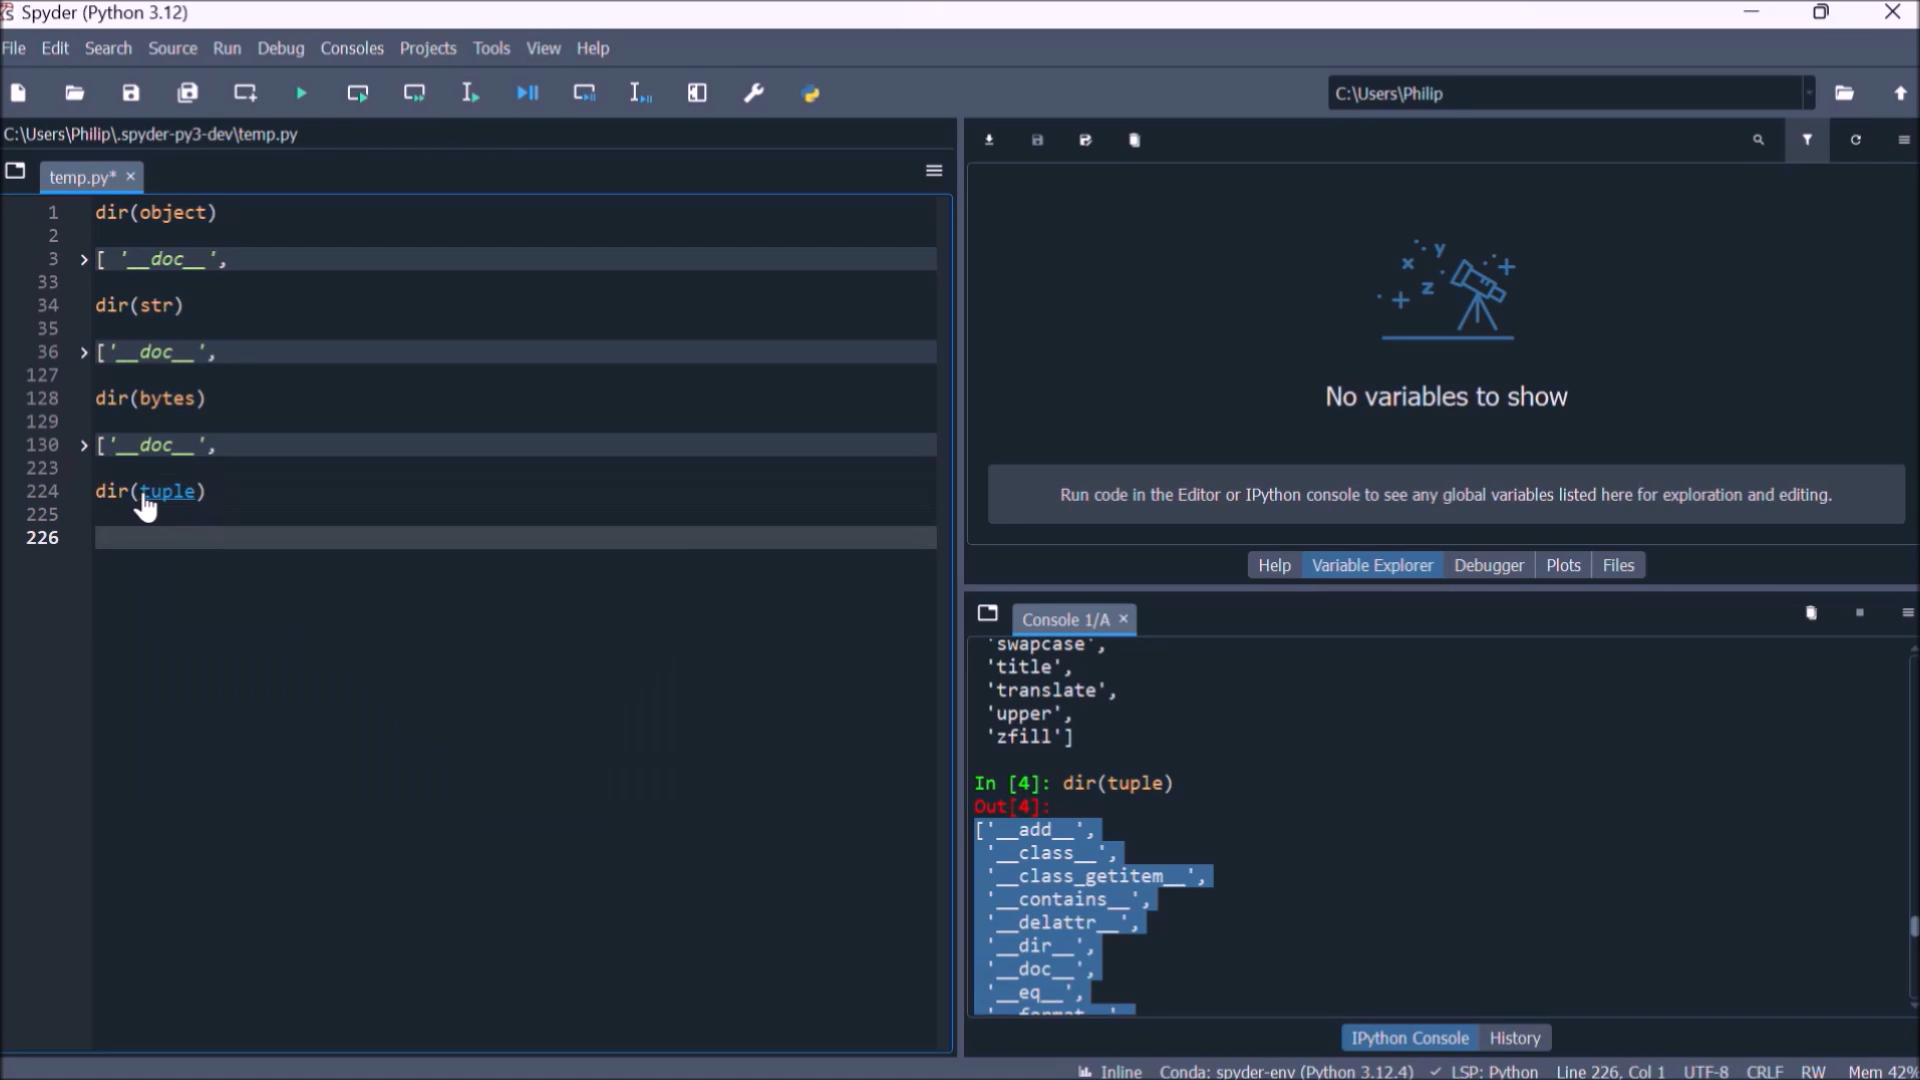 Spyder (Python 3.12)
File Edit Search Source Run Debug Consoles Projects Tools View Help
C:\Users\Philip
C:\Users\Philip\.spyder-py3-dev\temp.py
temp.py*
1 dir(object)
2
3 [ '__doc__',
33
34 dir(str)
35
36 ['__doc__',
127
128 dir(bytes)
129
130 ['__doc__',
223
224 dir(tuple)
225
226
No variables to show
Run code in the Editor or IPython console to see any global variables listed here for exploration and editing.
Help Variable Explorer Debugger Plots Files
Console 1/A
'swapcase',
'title',
'translate',
'upper',
'zfill']
In [4]: dir(tuple)
Out[4]:
['__add__',
'__class__',
'__class_getitem__',
'__contains__',
'__delattr__',
'__dir__',
'__doc__',
'__eq__',
'__format__',
IPython Console History
Inline Conda: spyder-env (Python 3.12.4) LSP: Python Line 226, Col 1 UTF-8 CRLF RW Mem 42%